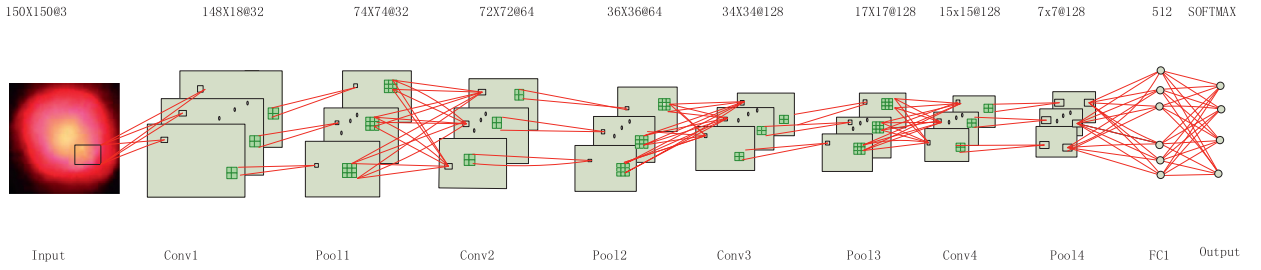 150X150@3 148X18@32 74X74@32 72X72@64 36X36@64 34X34@128 17X17@128 15x15@128 7x7@128 512 SOFTMAX
Input Conv1 Pool1 Conv2 Pool2 Conv3 Pool3 Conv4 Pool4 FC1 Output